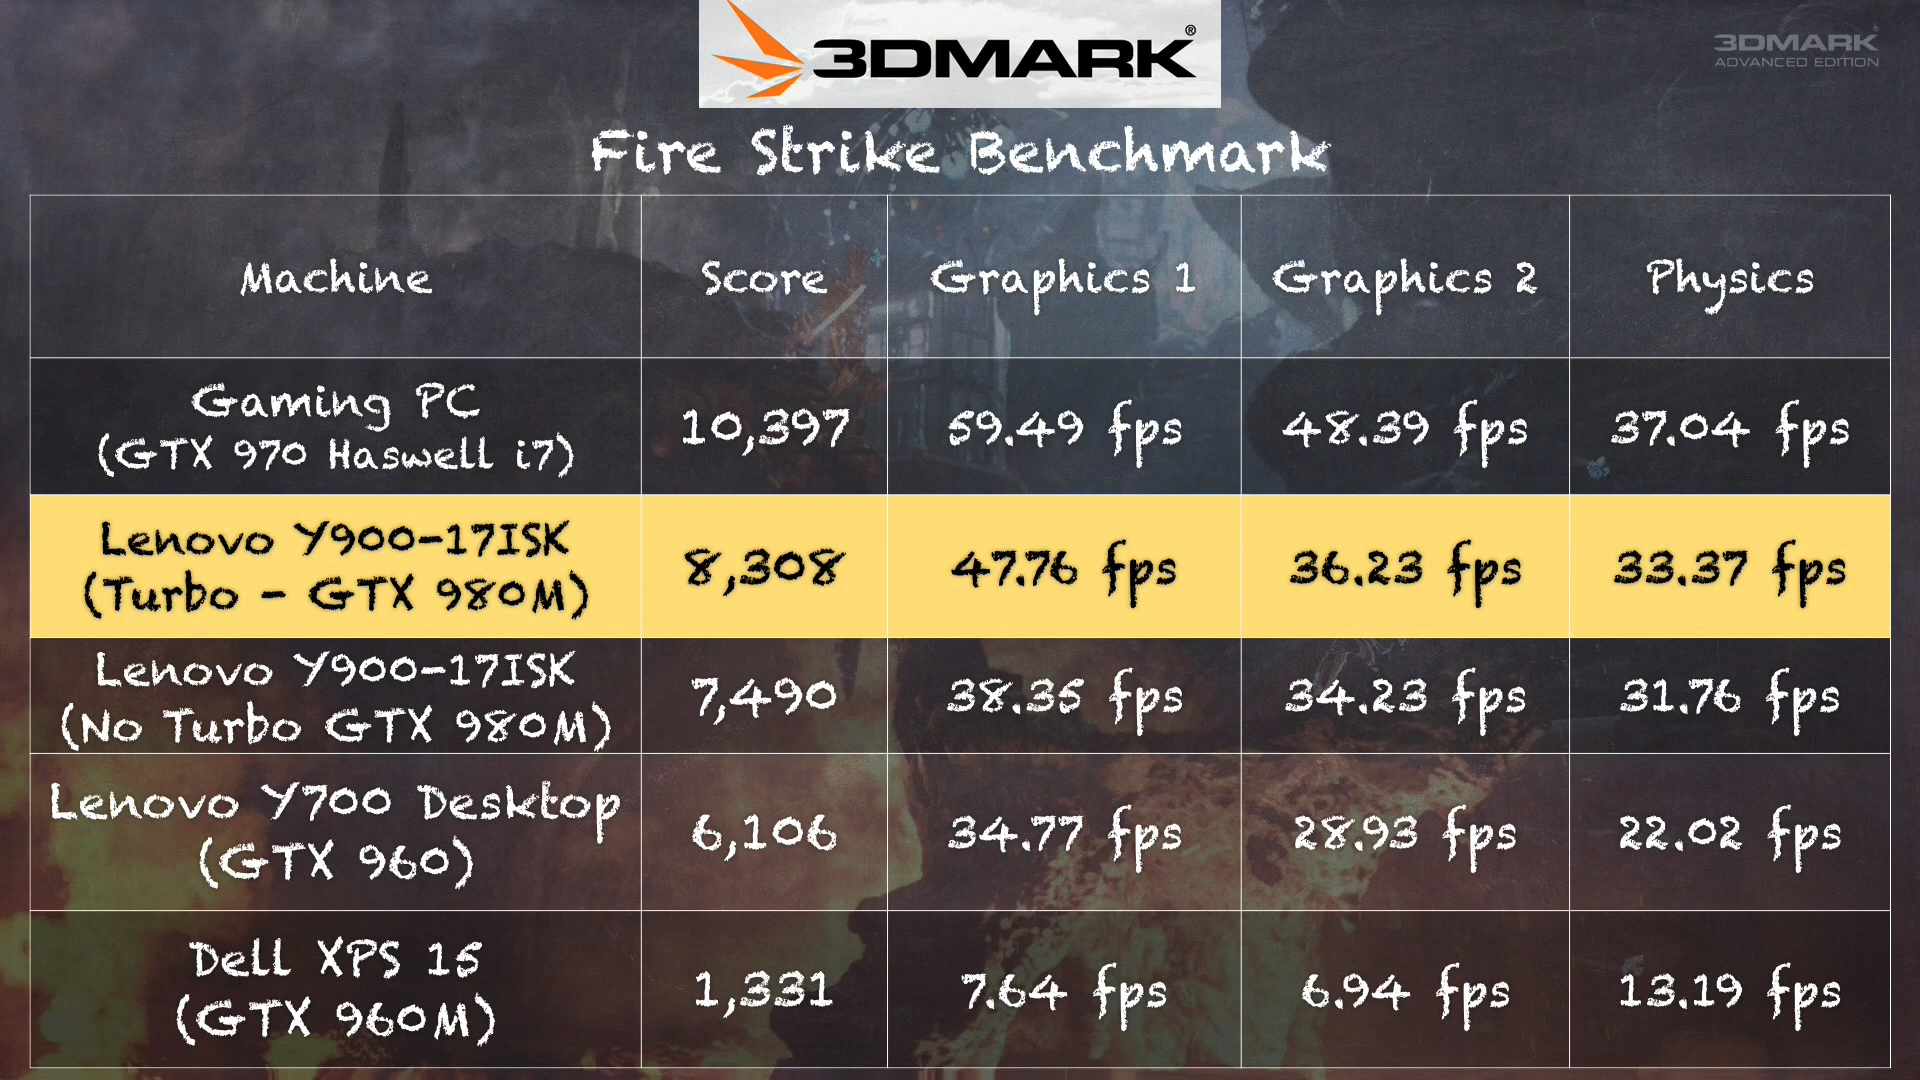 3DMARK®
3DMARK®
ADVANCED EDITION
Fire Strike Benchmark
Machine Score Graphics 1 Graphics 2 Physics
Gaming PC
(GTX 970 Haswell i7)
10,397 59.49 fps 48.39 fps 37.04 fps
Lenovo Y900-17ISK
(Turbo - GTX 980M)
8,308 47.76 fps 36.23 fps 33.37 fps
Lenovo Y900-17ISK
(No Turbo GTX 980M)
7,490 38.35 fps 34.23 fps 31.76 fps
Lenovo Y700 Desktop
(GTX 960)
6,106 34.77 fps 28.93 fps 22.02 fps
Dell XPS 15
(GTX 960M)
1,331 7.64 fps 6.94 fps 13.19 fps